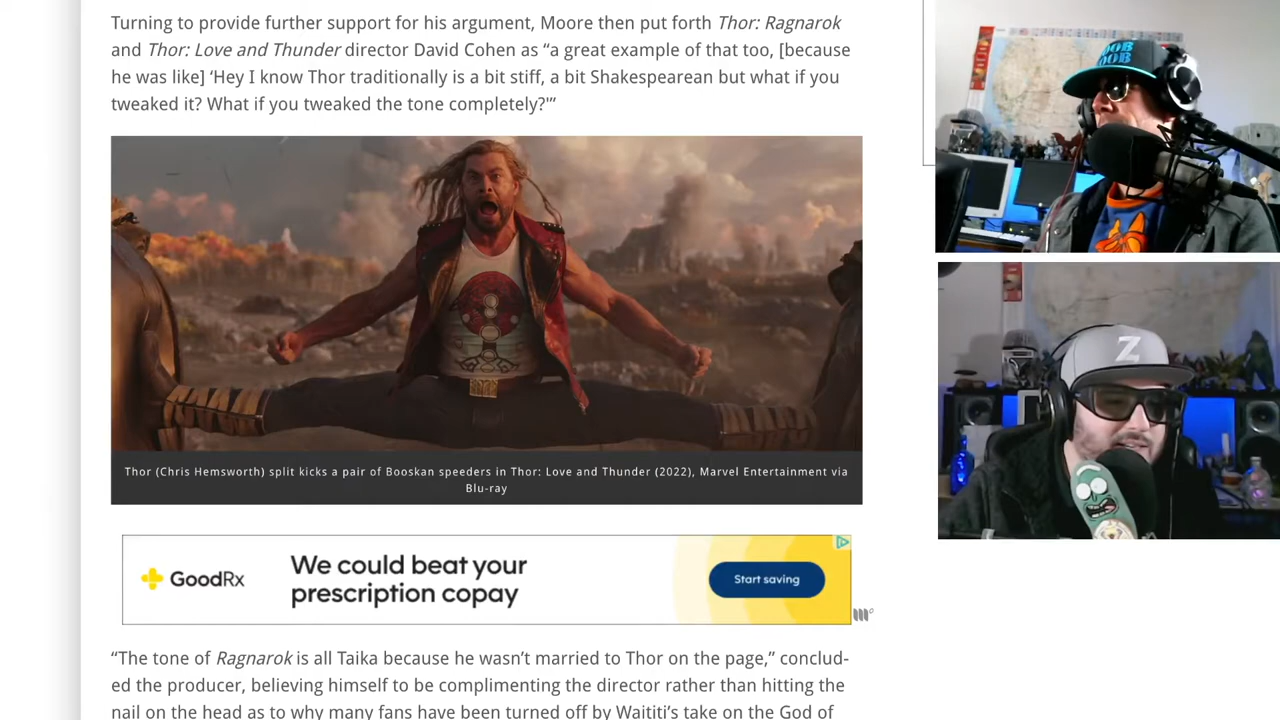 Turning to provide further support for his argument, Moore then put forth Thor: Ragnarok
and Thor: Love and Thunder director David Cohen as “a great example of that too, [because
he was like] ‘Hey I know Thor traditionally is a bit stiff, a bit Shakespearean but what if you
tweaked it? What if you tweaked the tone completely?'”
Thor (Chris Hemsworth) split kicks a pair of Booskan speeders in Thor: Love and Thunder (2022), Marvel Entertainment via
Blu-ray
GoodRx
We could beat your
prescription copay
Start saving
“The tone of Ragnarok is all Taika because he wasn’t married to Thor on the page,” conclud-
ed the producer, believing himself to be complimenting the director rather than hitting the
nail on the head as to why many fans have been turned off by Waititi’s take on the God of
Z